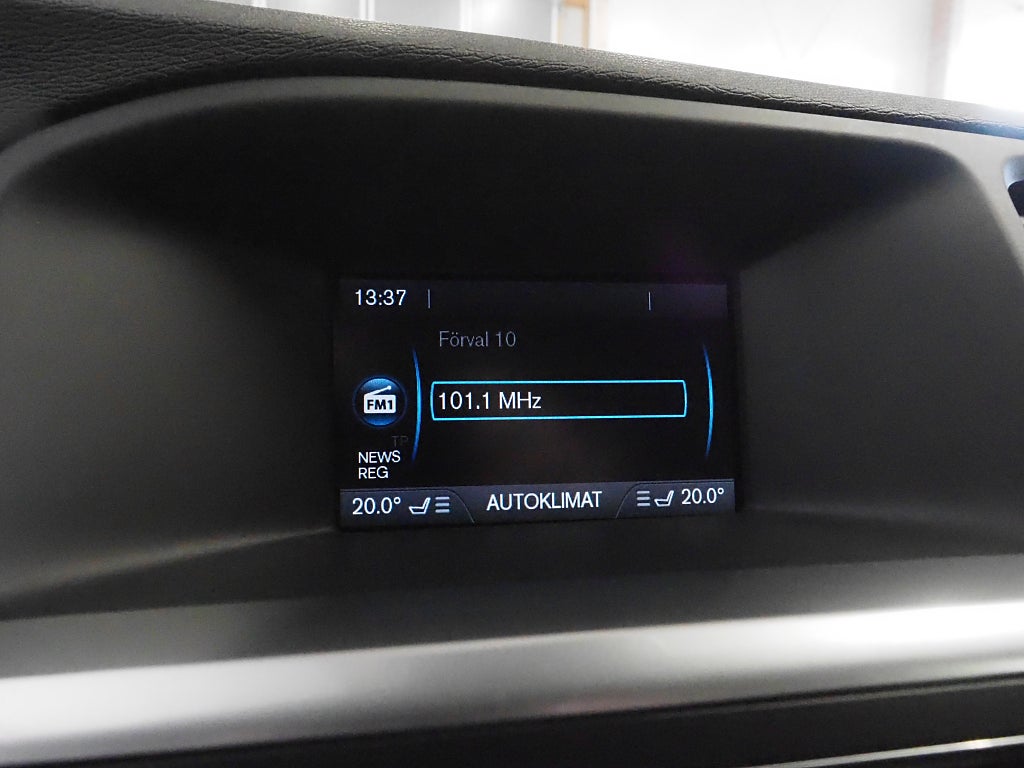 13:37
Förval 10
FM1
101.1 MHz
TP
NEWS
REG
20.0° AUTOKLIMAT 20.0°